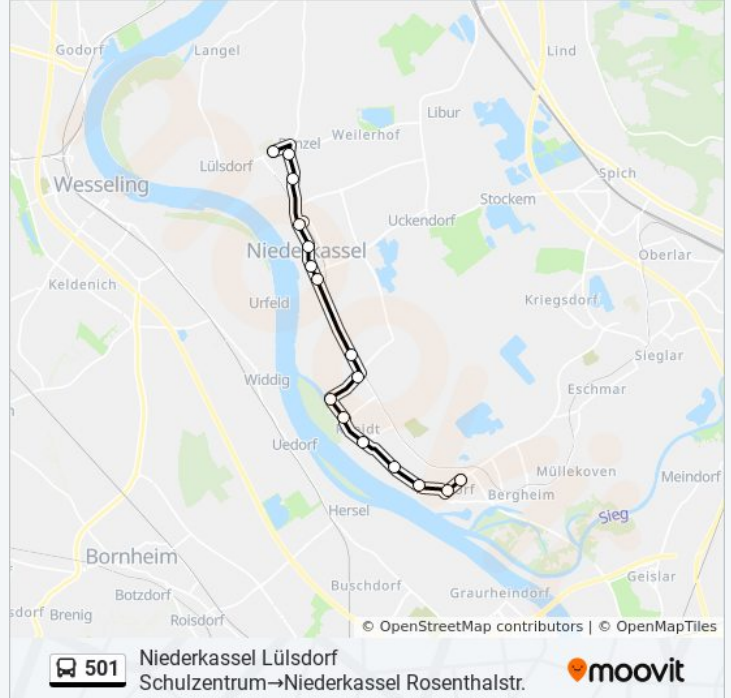 Godorf
Langel
Lind
Libur
Weilerhof
Lülsdorf
Spich
Wesseling
Stockem
Uckendorf
Niederkassel
Oberlar
Keldenich
Kriegsdorf
Urfeld
Sieglar
Widdig
Eschmar
Uedorf
Müllekoven
Meindorf
Bergheim
Hersel
Sieg
Bornheim
Geislar
Buschdorf
Botzdorf
Graurheindorf
sdorf Brenig
Roisdorf
© OpenStreetMap contributors | © OpenMapTiles
501
Niederkassel Lülsdorf
Schulzentrum→Niederkassel Rosenthalstr.
moovit